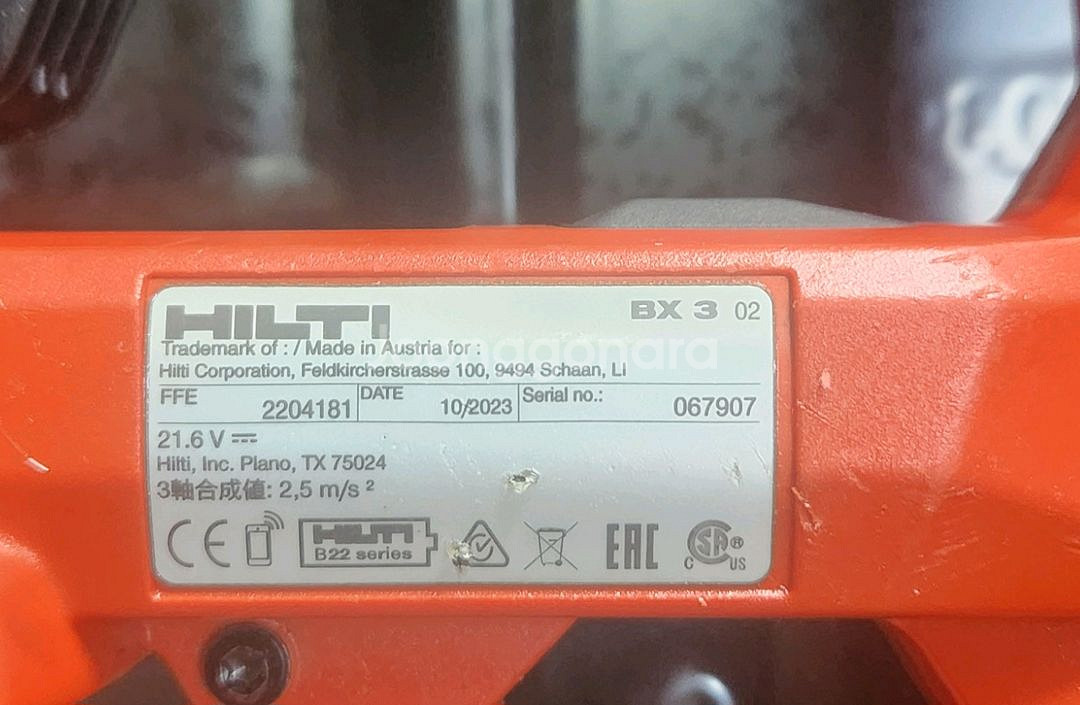 HILTI
BX 3 02
Trademark of : / Made in Austria for :
Hilti Corporation, Feldkircherstrasse 100, 9494 Schaan, LI
FFE 2204181 DATE 10/2023 Serial no.: 067907
21.6 V
Hilti, Inc. Plano, TX 75024
3軸合成値: 2,5 m/s ²
CE
HILTI
B22 series
EAC
C SA ® US